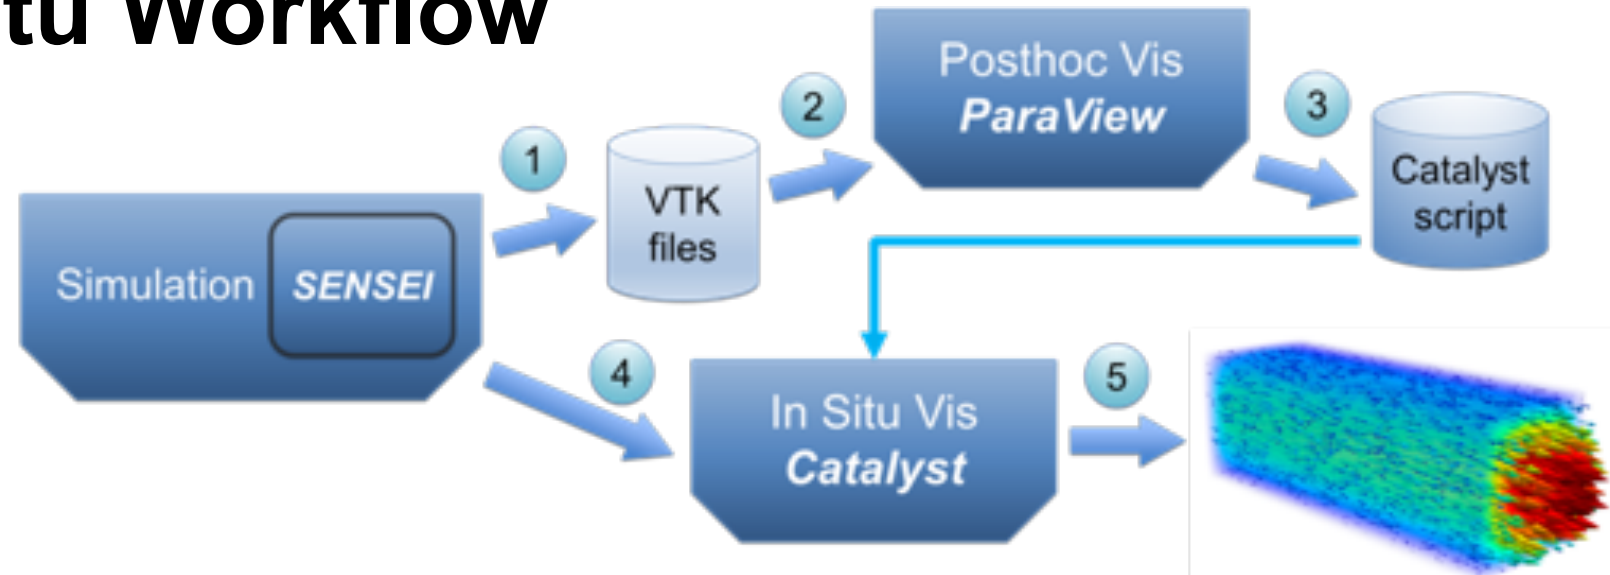 tu Workflow
1
2
3
4
5
Simulation
SENSEI
VTK
files
Posthoc Vis
ParaView
Catalyst
script
In Situ Vis
Catalyst